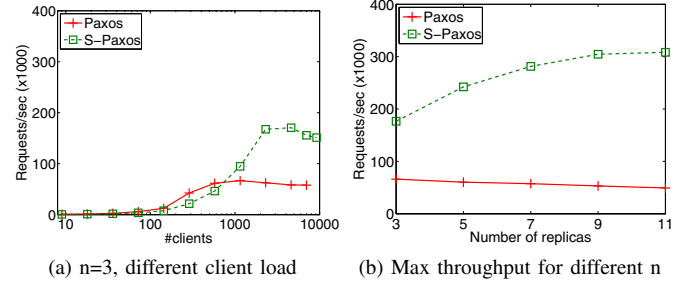 400
300
200
100
0
Requests/sec (x1000)
Paxos
S-Paxos
10
100
1000
10000
#clients
(a) n=3, different client load
400
300
200
100
0
Requests/sec (x1000)
Paxos
S-Paxos
3
5
7
9
11
Number of replicas
(b) Max throughput for different n